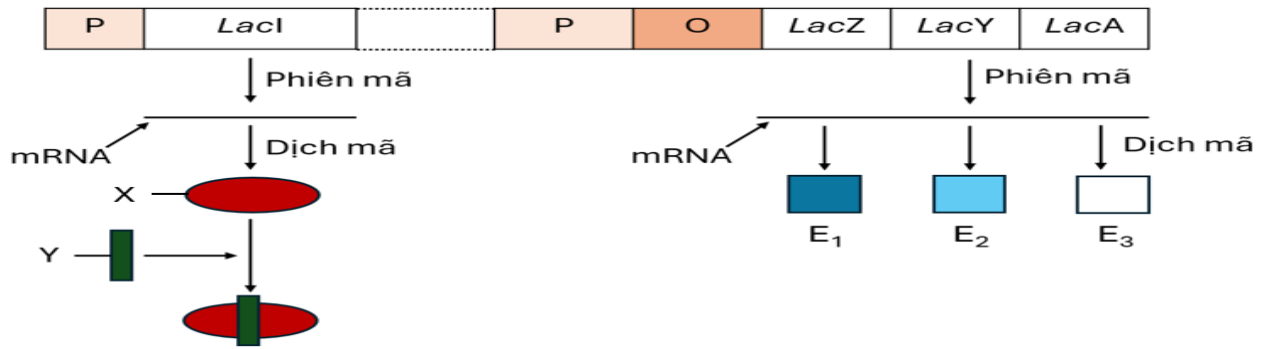 P LacI P O LacZ LacY LacA
Phiên mã Phiên mã
mRNA Dịch mã mRNA Dịch mã
X
E₁ E₂ E₃
Y